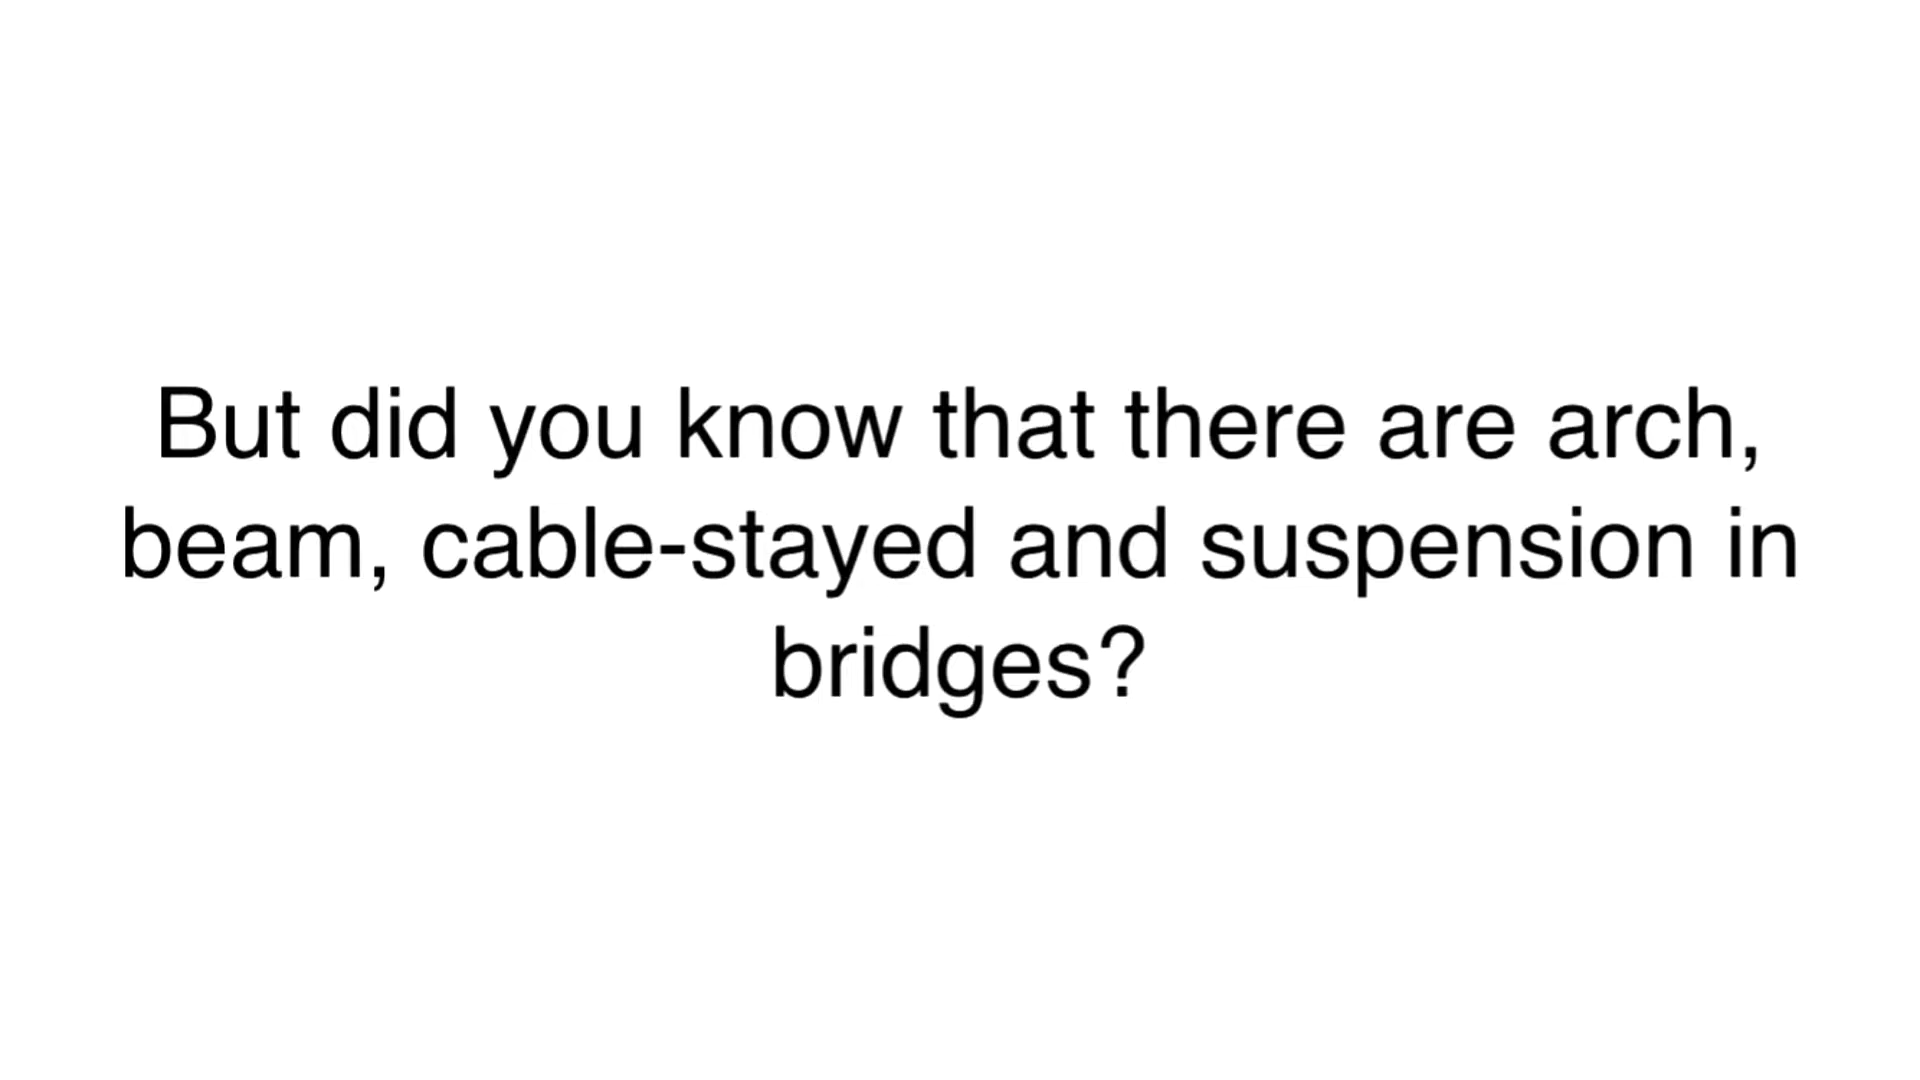 But did you know that there are arch,
beam, cable-stayed and suspension in
bridges?